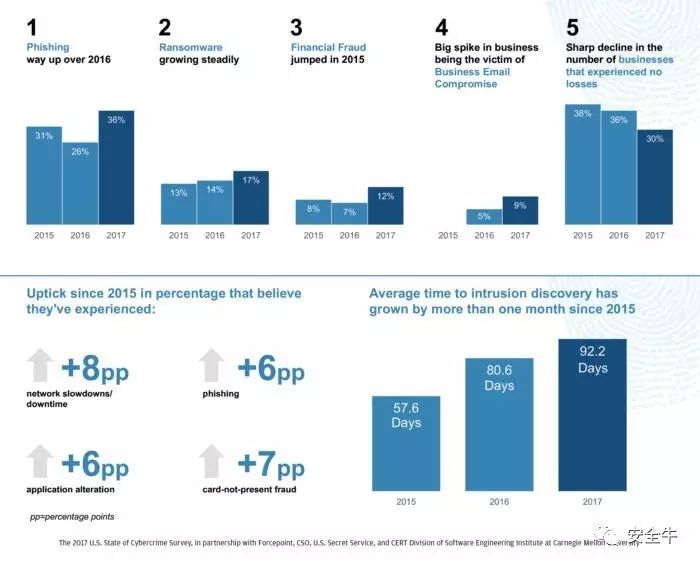 1
Phishing
way up over 2016
31%
26%
36%
2015 2016 2017
2
Ransomware
growing steadily
13%
14%
17%
2015 2016 2017
3
Financial Fraud
jumped in 2015
8%
7%
12%
2015 2016 2017
4
Big spike in business
being the victim of
Business Email
Compromise
5%
9%
2015 2016 2017
5
Sharp decline in the
number of businesses
that experienced no
losses
38%
36%
30%
2015 2016 2017
Uptick since 2015 in percentage that believe
they've experienced:
+8pp
network slowdowns/
downtime
+6pp
phishing
+6pp
application alteration
+7pp
card-not-present fraud
pp=percentage points
Average time to intrusion discovery has
grown by more than one month since 2015
57.6
Days
80.6
Days
92.2
Days
2015 2016 2017
The 2017 U.S. State of Cybercrime Survey, in partnership with Forcepoint, CSO, U.S. Secret Service, and CERT Division of Software Engineering Institute at Carnegie Mellon University
安全牛